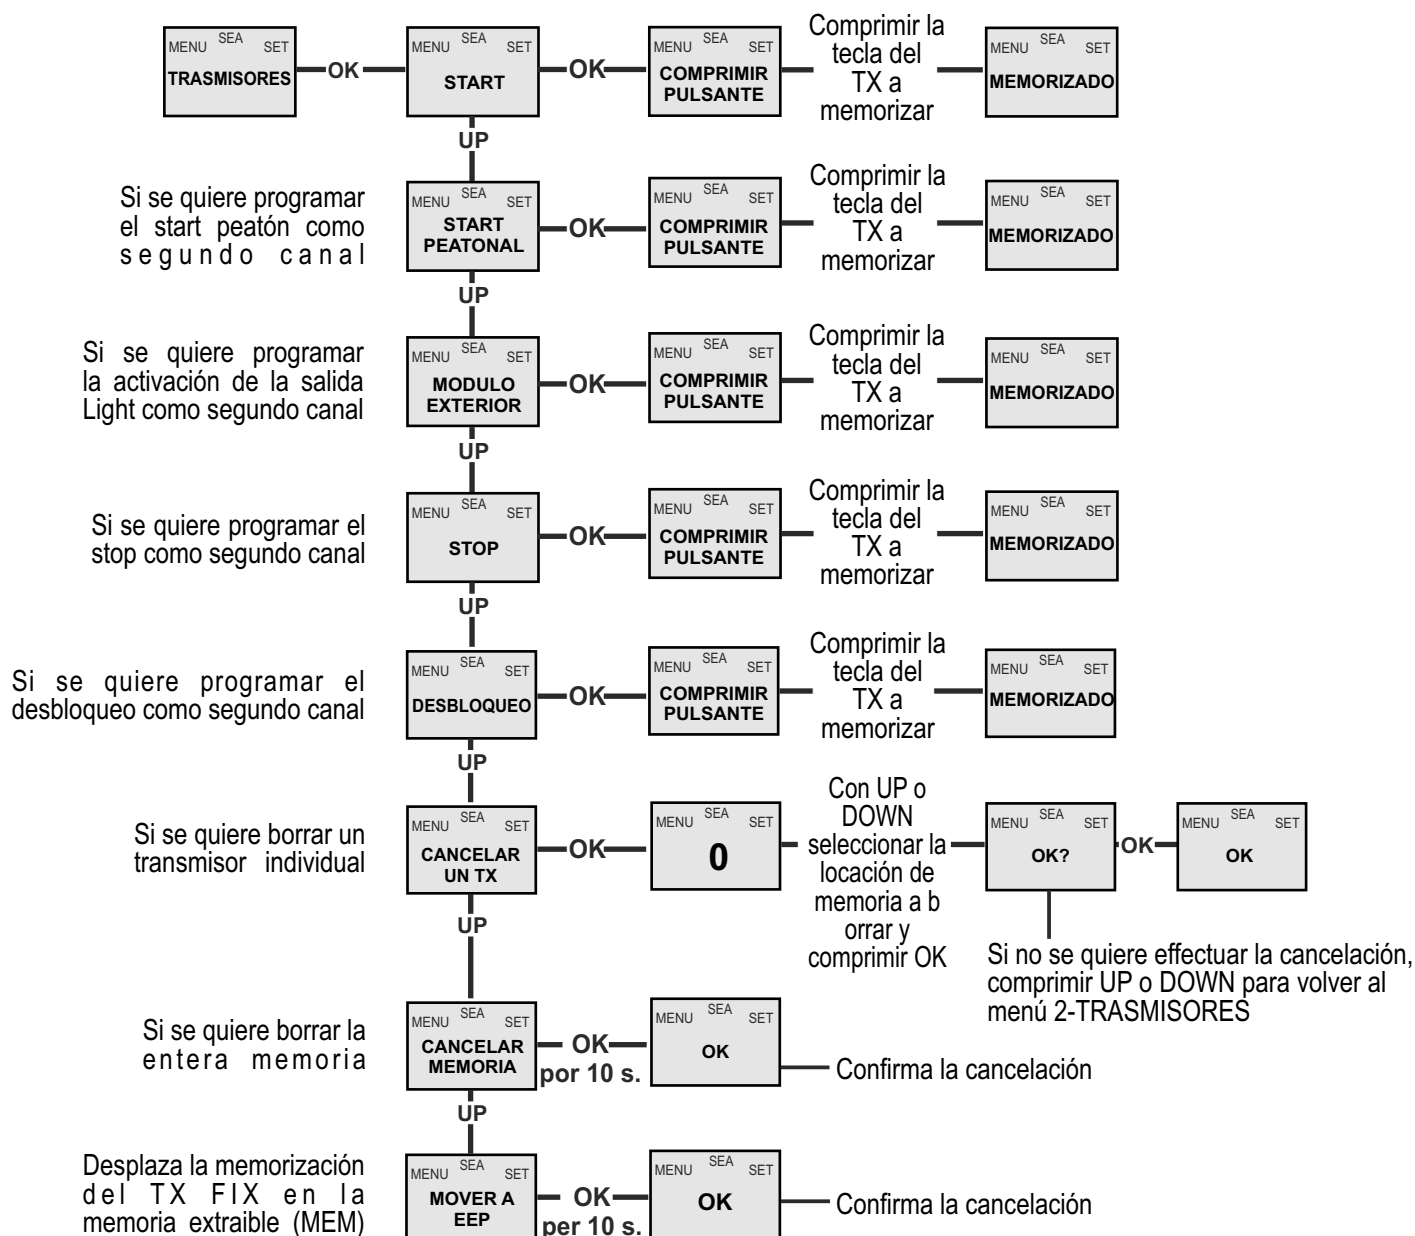 MENU SEA SET
TRASMISORES
OK
MENU SEA SET
START
OK
MENU SEA SET
COMPRIMIR
PULSANTE
Comprimir la
tecla del
TX a
memorizar
MENU SEA SET
MEMORIZADO
UP
Si se quiere programar
el start peatón como
segundo canal
MENU SEA SET
START
PEATONAL
OK
MENU SEA SET
COMPRIMIR
PULSANTE
Comprimir la
tecla del
TX a
memorizar
MENU SEA SET
MEMORIZADO
UP
Si se quiere programar
la activación de la salida
Light como segundo canal
MENU SEA SET
MODULO
EXTERIOR
OK
MENU SEA SET
COMPRIMIR
PULSANTE
Comprimir la
tecla del
TX a
memorizar
MENU SEA SET
MEMORIZADO
UP
Si se quiere programar el
stop como segundo canal
MENU SEA SET
STOP
OK
MENU SEA SET
COMPRIMIR
PULSANTE
Comprimir la
tecla del
TX a
memorizar
MENU SEA SET
MEMORIZADO
UP
Si se quiere programar el
desbloqueo como segundo canal
MENU SEA SET
DESBLOQUEO
OK
MENU SEA SET
COMPRIMIR
PULSANTE
Comprimir la
tecla del
TX a
memorizar
MENU SEA SET
MEMORIZADO
UP
Si se quiere borrar un
transmisor individual
MENU SEA SET
CANCELAR
UN TX
OK
MENU SEA SET
0
Con UP o
DOWN
seleccionar la
locación de
memoria a b
orrar y
comprimir OK
MENU SEA SET
OK?
OK
MENU SEA SET
OK
Si no se quiere effectuar la cancelación,
comprimir UP o DOWN para volver al
menú 2-TRASMISORES
UP
Si se quiere borrar la
entera memoria
MENU SEA SET
CANCELAR
MEMORIA
OK
por 10 s.
MENU SEA SET
OK
Confirma la cancelación
UP
Desplaza la memorización
del TX FIX en la
memoria extraible (MEM)
MENU SEA SET
MOVER A
EEP
OK
per 10 s.
MENU SEA SET
OK
Confirma la cancelación